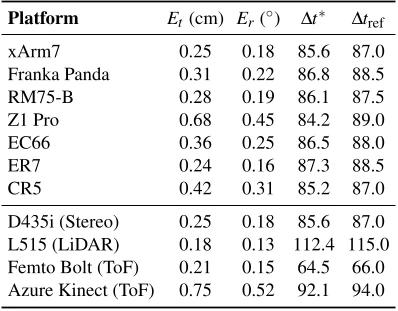 Platform E_t (cm) E_r (°) Δt* Δt_ref
xArm7 0.25 0.18 85.6 87.0
Franka Panda 0.31 0.22 86.8 88.5
RM75-B 0.28 0.19 86.1 87.5
Z1 Pro 0.68 0.45 84.2 89.0
EC66 0.36 0.25 86.5 88.0
ER7 0.24 0.16 87.3 88.5
CR5 0.42 0.31 85.2 87.0
D435i (Stereo) 0.25 0.18 85.6 87.0
L515 (LiDAR) 0.18 0.13 112.4 115.0
Femto Bolt (ToF) 0.21 0.15 64.5 66.0
Azure Kinect (ToF) 0.75 0.52 92.1 94.0